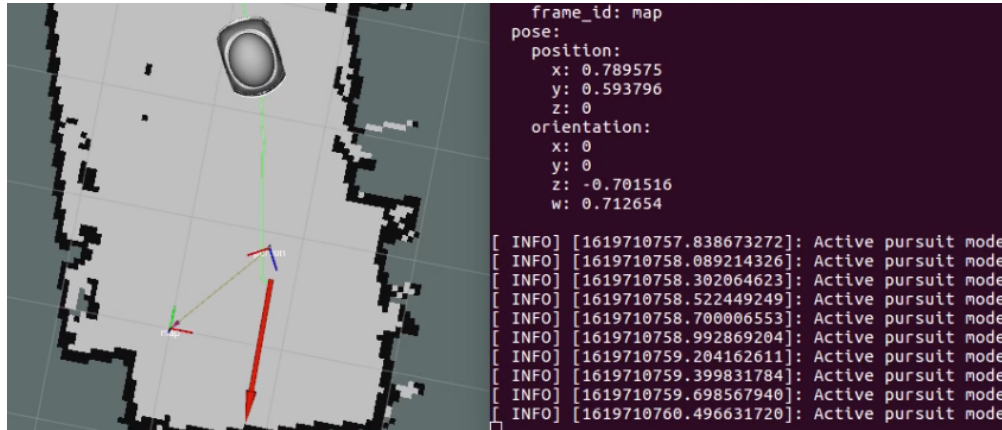 person
map
frame_id: map
pose:
position:
x: 0.789575
y: 0.593796
z: 0
orientation:
x: 0
y: 0
z: -0.701516
w: 0.712654
[ INFO] [1619710757.838673272]: Active pursuit mode
[ INFO] [1619710758.089214326]: Active pursuit mode
[ INFO] [1619710758.302064623]: Active pursuit mode
[ INFO] [1619710758.522449249]: Active pursuit mode
[ INFO] [1619710758.700006553]: Active pursuit mode
[ INFO] [1619710758.992869204]: Active pursuit mode
[ INFO] [1619710759.204162611]: Active pursuit mode
[ INFO] [1619710759.399831784]: Active pursuit mode
[ INFO] [1619710759.698567940]: Active pursuit mode
[ INFO] [1619710760.496631720]: Active pursuit mode